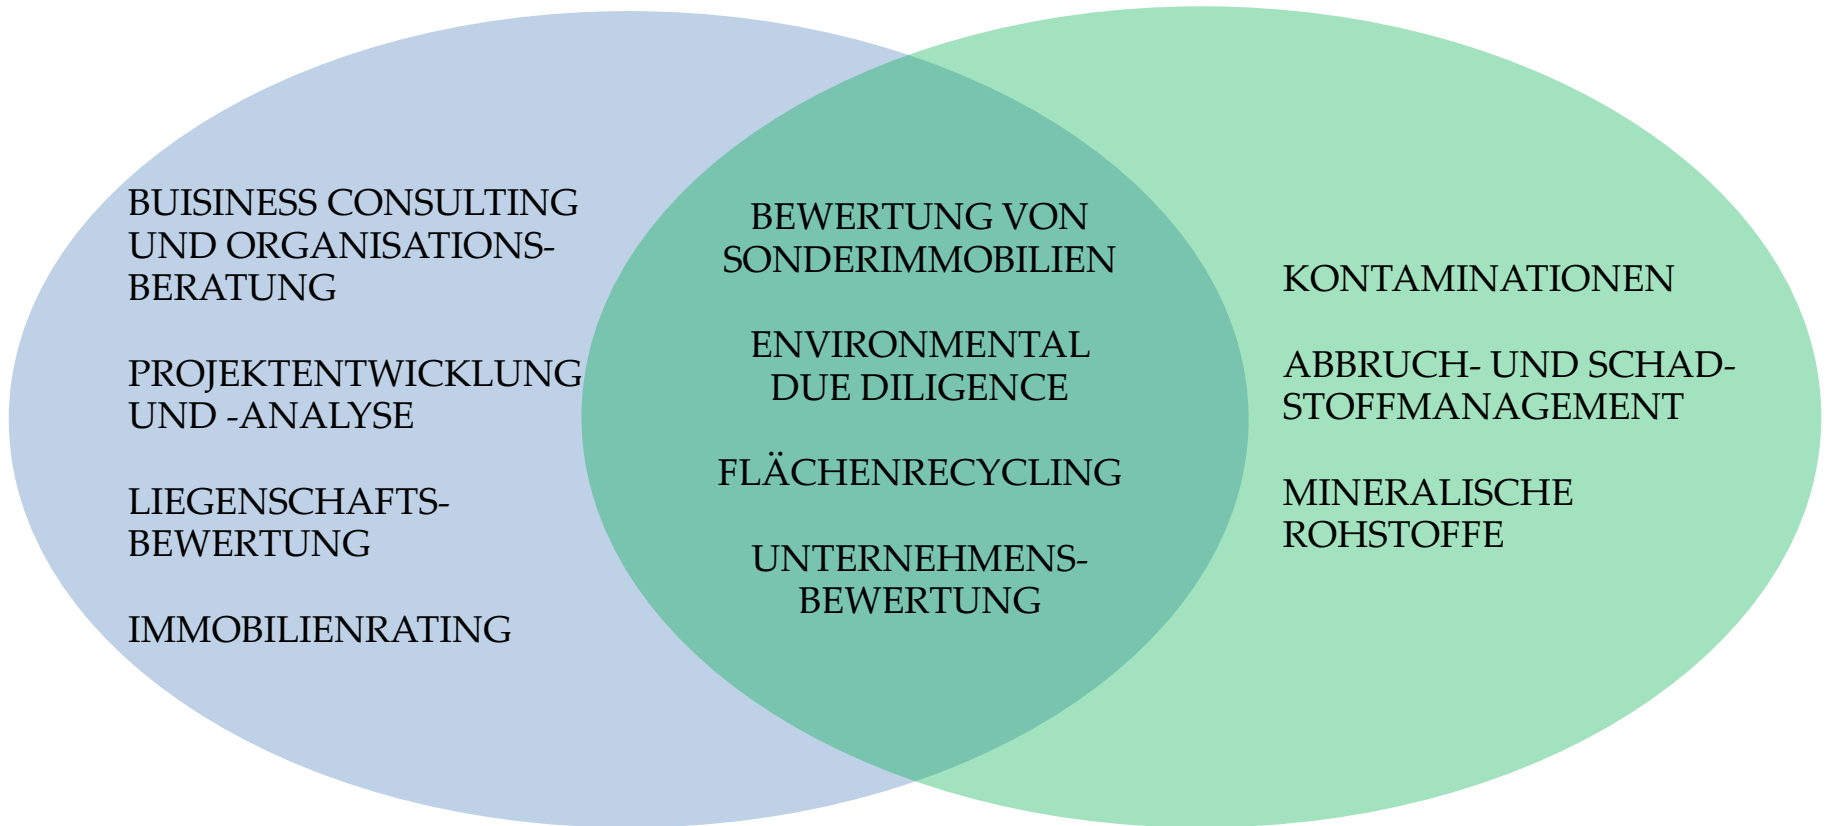 BUISINESS CONSULTING
UND ORGANISATIONS-
BERATUNG
PROJEKTENTWICKLUNG
UND -ANALYSE
LIEGENSCHAFTS-
BEWERTUNG
IMMOBILIENRATING
BEWERTUNG VON
SONDERIMMOBILIEN
ENVIRONMENTAL
DUE DILIGENCE
FLÄCHENRECYCLING
UNTERNEHMENS-
BEWERTUNG
KONTAMINATIONEN
ABBRUCH- UND SCHAD-
STOFFMANAGEMENT
MINERALISCHE
ROHSTOFFE